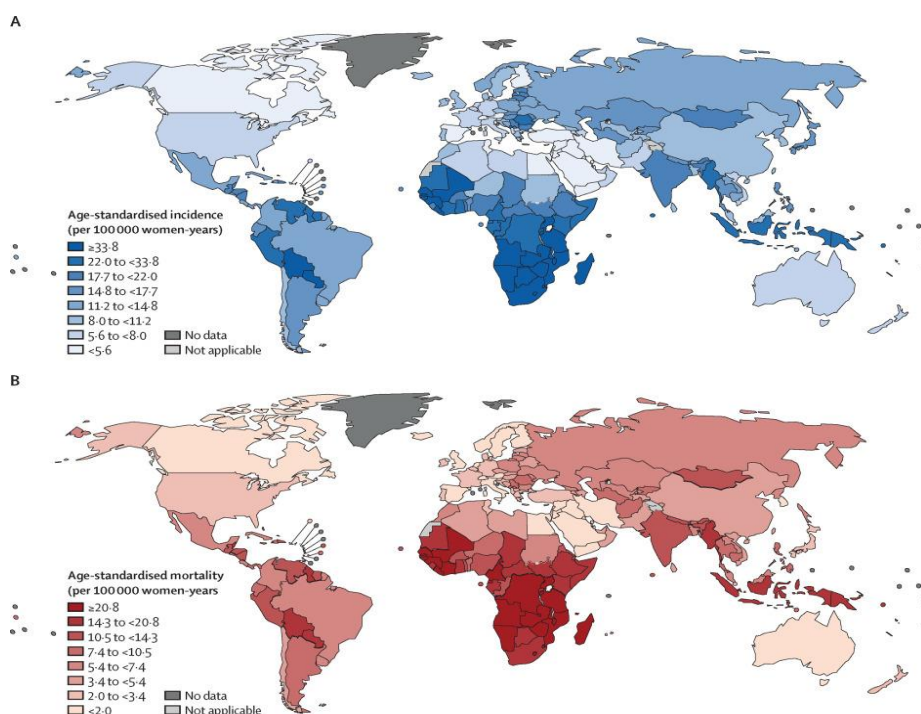 A
Age-standardised incidence
(per 100 000 women-years)
≥33·8
22·0 to <33·8
17·7 to <22·0
14·8 to <17·7
11·2 to <14·8
8·0 to <11·2
5·6 to <8·0
<5·6
No data
Not applicable
B
Age-standardised mortality
(per 100 000 women-years
≥20·8
14·3 to <20·8
10·5 to <14·3
7·4 to <10·5
5·4 to <7·4
3·4 to <5·4
2·0 to <3·4
<2·0
No data
Not applicable